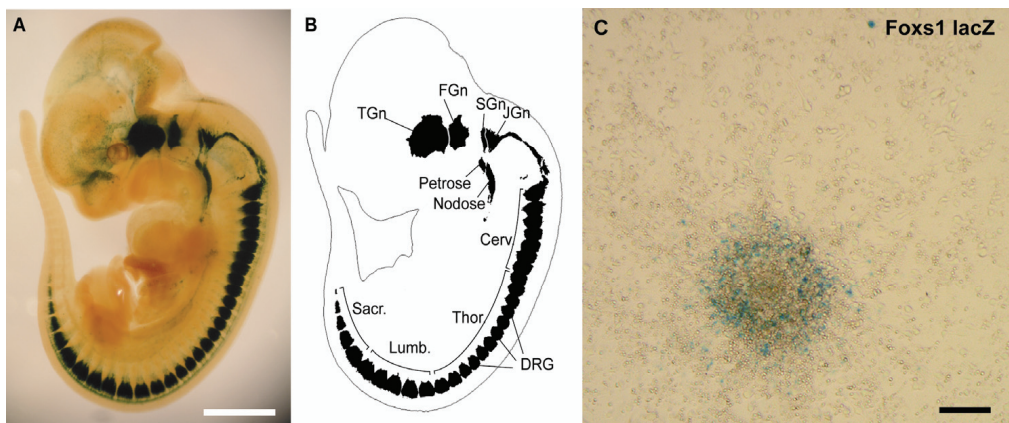 A
B
C
Foxs1 lacZ
FGn
SGn
JGn
TGn
Petrose
Nodose
Cerv.
Sacr.
Thor.
Lumb.
DRG